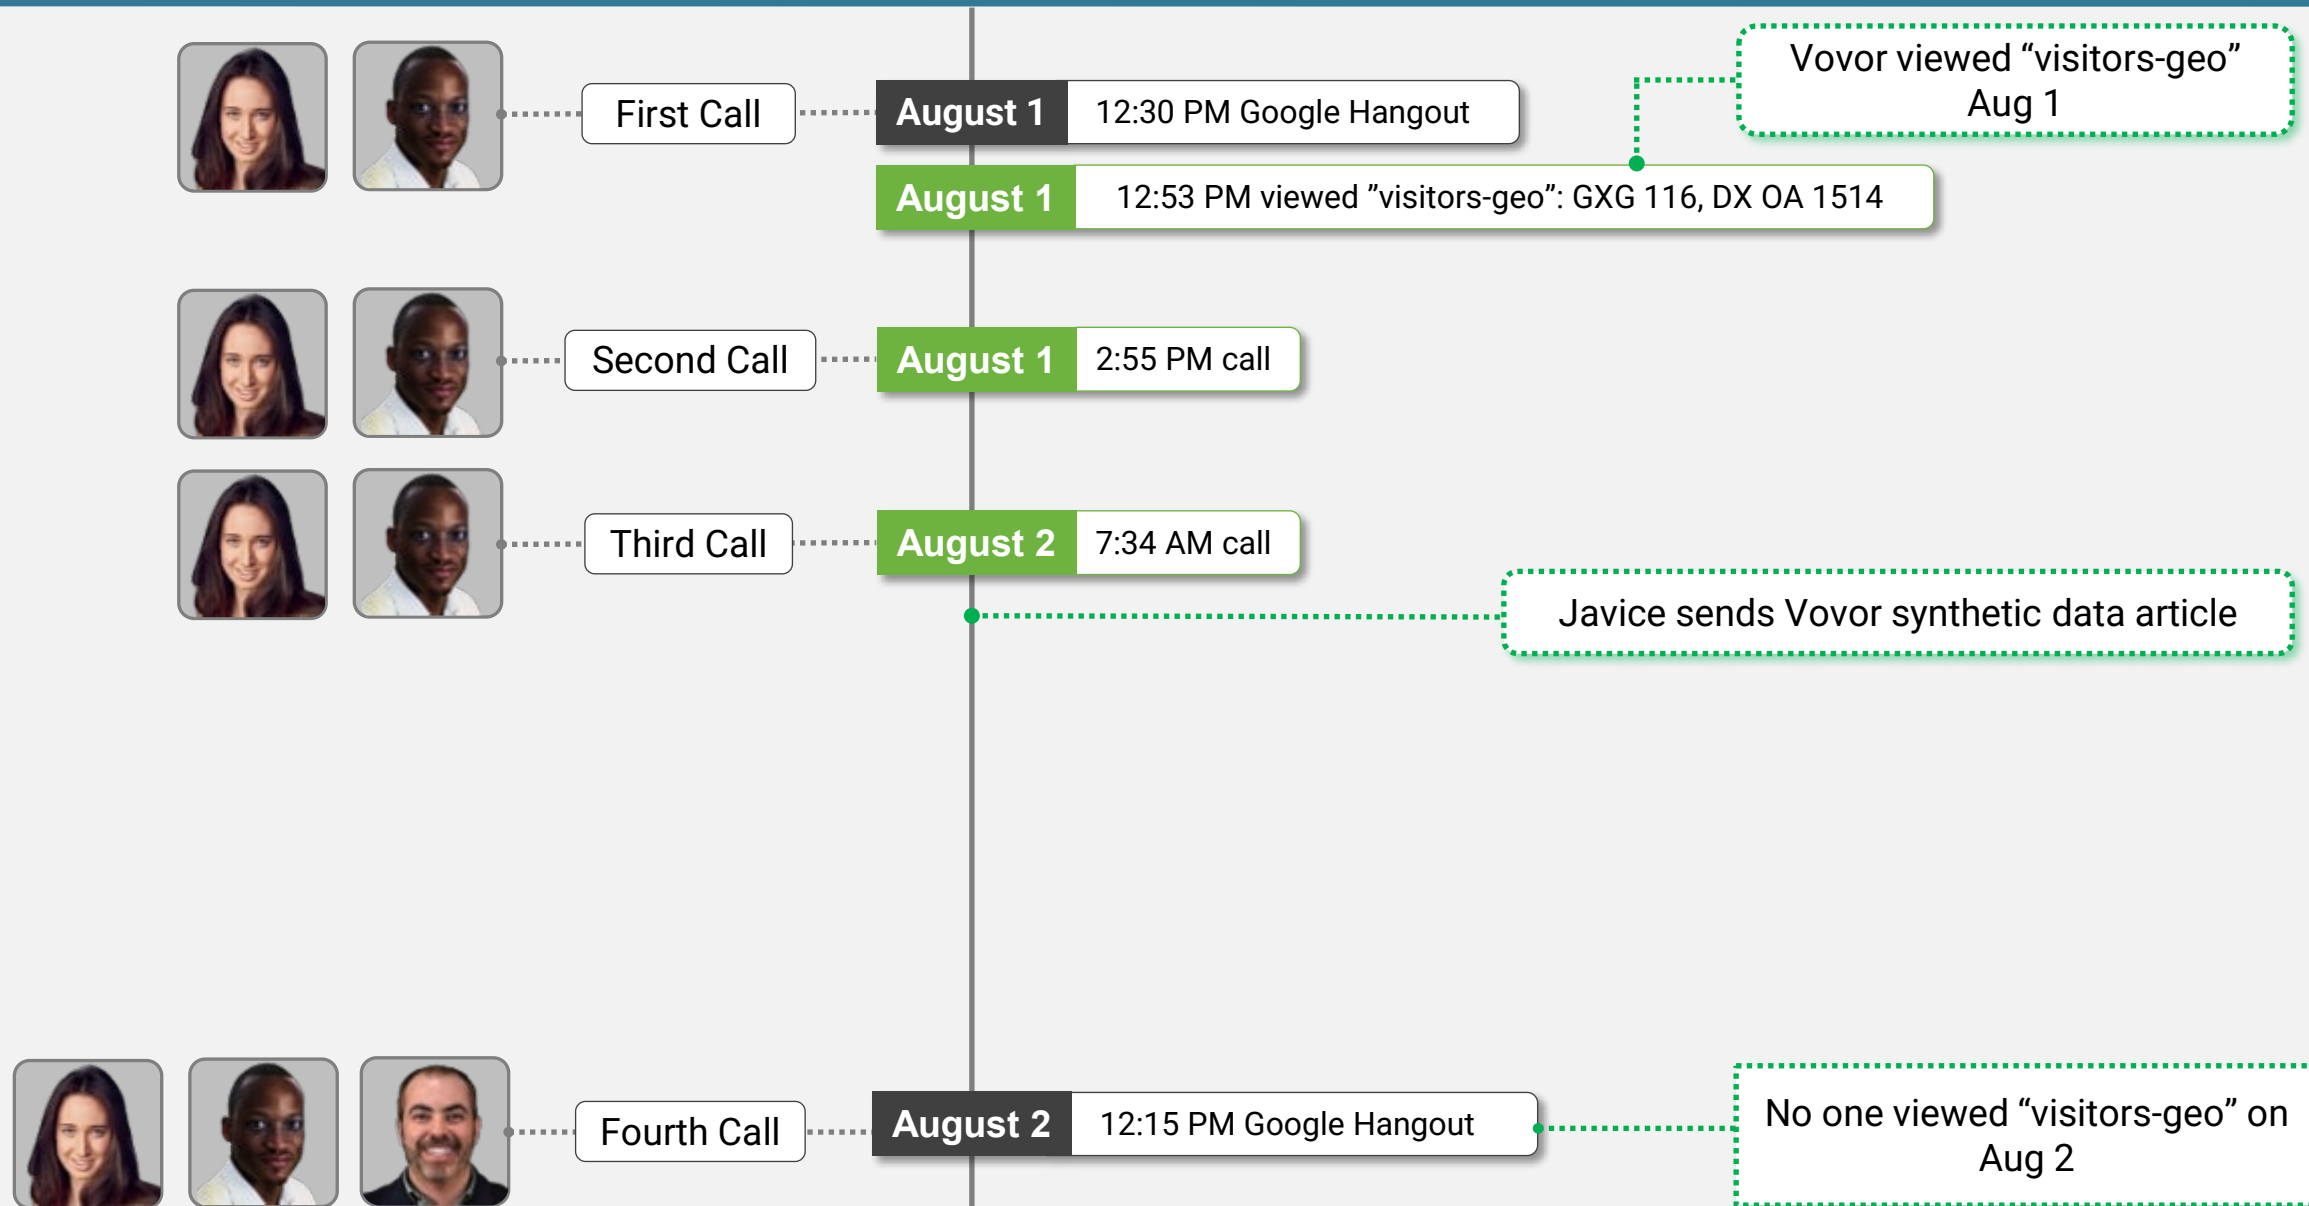 Vovor viewed “visitors-geo”
Aug 1
First Call
August 1
12:30 PM Google Hangout
August 1
12:53 PM viewed ”visitors-geo”: GXG 116, DX OA 1514
Second Call
August 1
2:55 PM call
Third Call
August 2
7:34 AM call
Javice sends Vovor synthetic data article
Fourth Call
August 2
12:15 PM Google Hangout
No one viewed “visitors-geo” on
Aug 2